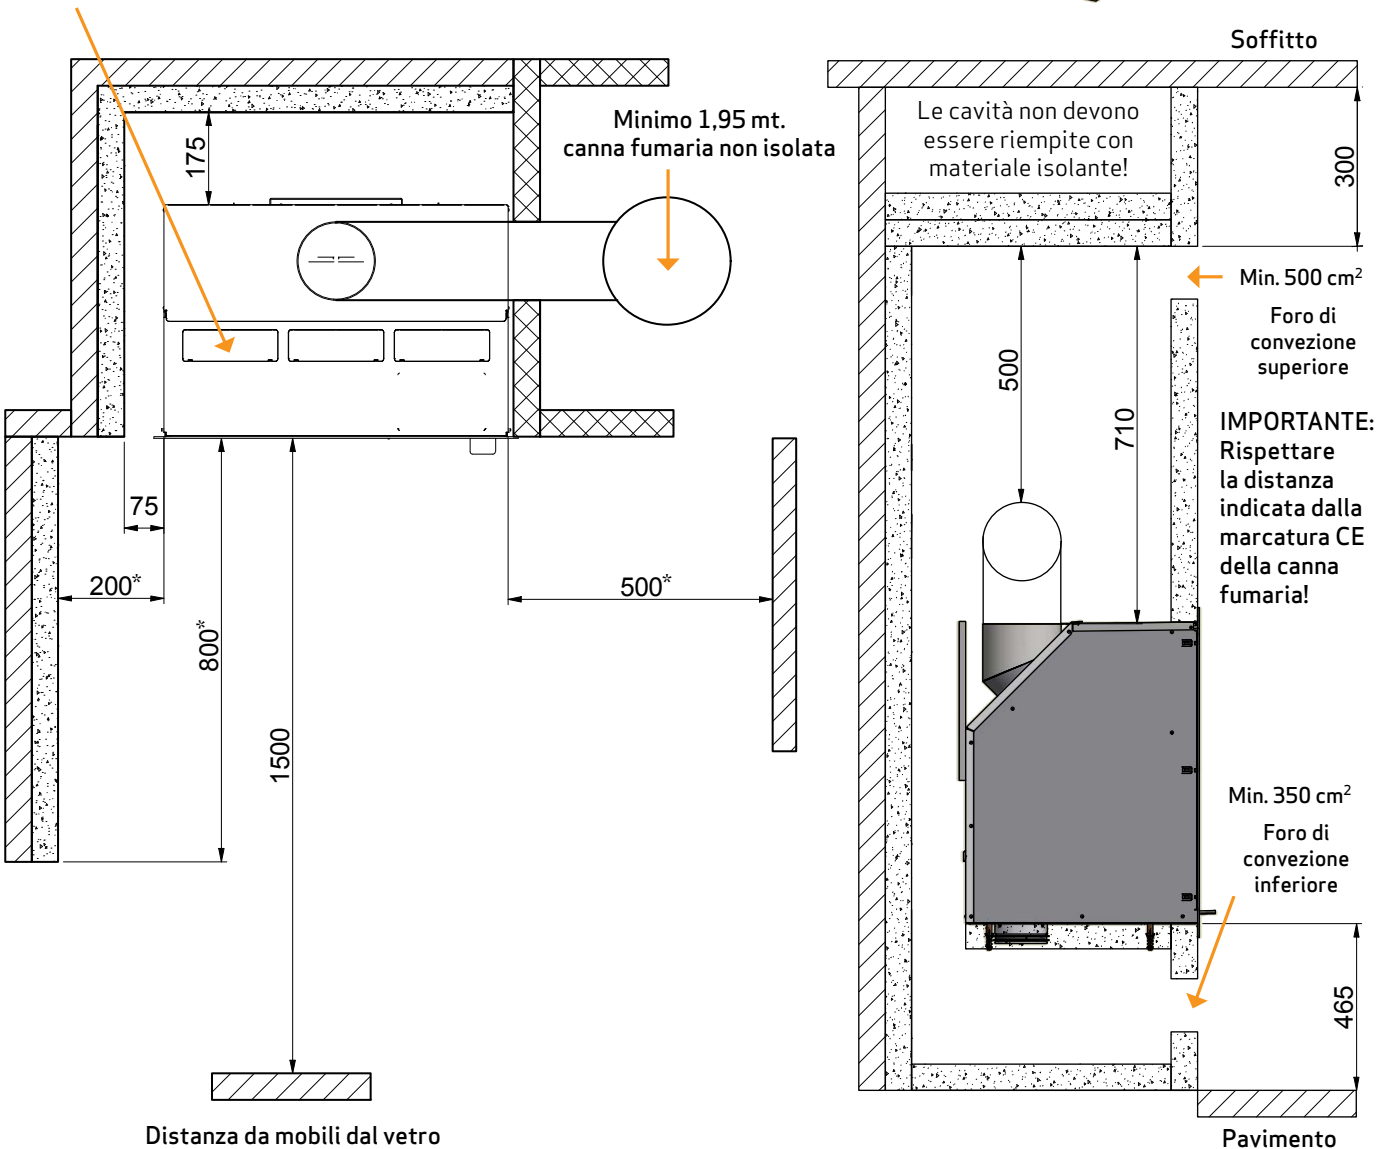 Soffitto
Minimo 1,95 mt.
canna fumaria non isolata
Le cavità non devono
essere riempite con
materiale isolante!
175
300
Min. 500 cm²
Foro di
convezione
superiore
500
710
IMPORTANTE:
Rispettare
la distanza
indicata dalla
marcatura CE
della canna
fumaria!
75
200*
500*
800*
1500
Min. 350 cm²
Foro di
convezione
inferiore
465
Distanza da mobili dal vetro
Pavimento